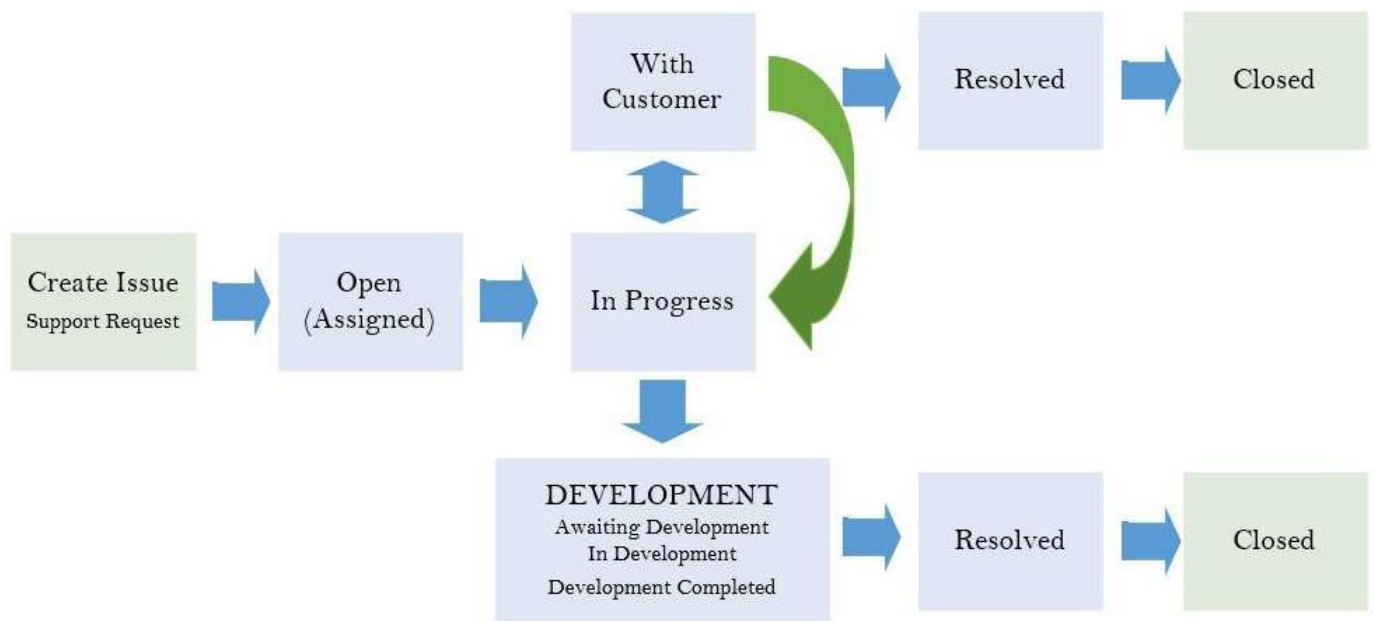 With
Customer
Resolved
Closed
Create Issue
Support Request
Open
(Assigned)
In Progress
DEVELOPMENT
Awaiting Development
In Development
Development Completed
Resolved
Closed